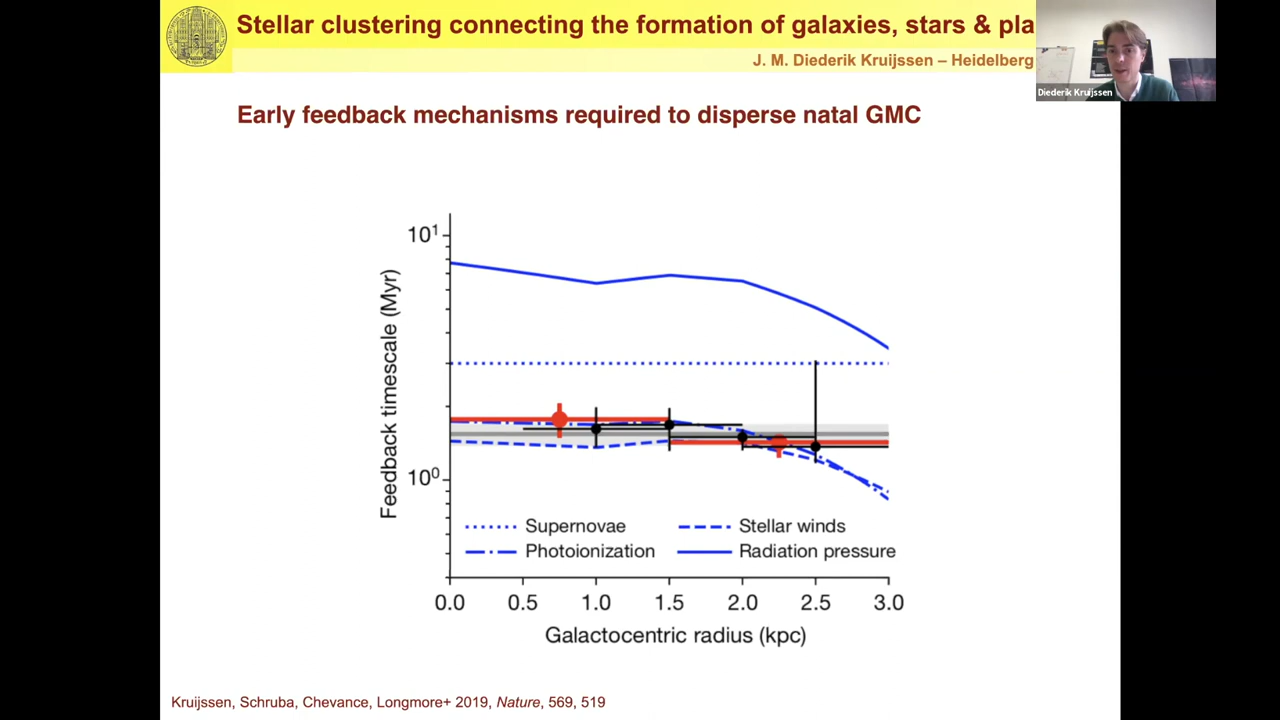 Stellar clustering connecting the formation of galaxies, stars & pla
J. M. Diederik Kruijssen – Heidelberg
Diederik Kruijssen
Early feedback mechanisms required to disperse natal GMC
Feedback timescale (Myr)
10¹
10⁰
Supernovae
Stellar winds
Photoionization
Radiation pressure
0.0 0.5 1.0 1.5 2.0 2.5 3.0
Galactocentric radius (kpc)
Kruijssen, Schruba, Chevance, Longmore+ 2019, Nature, 569, 519